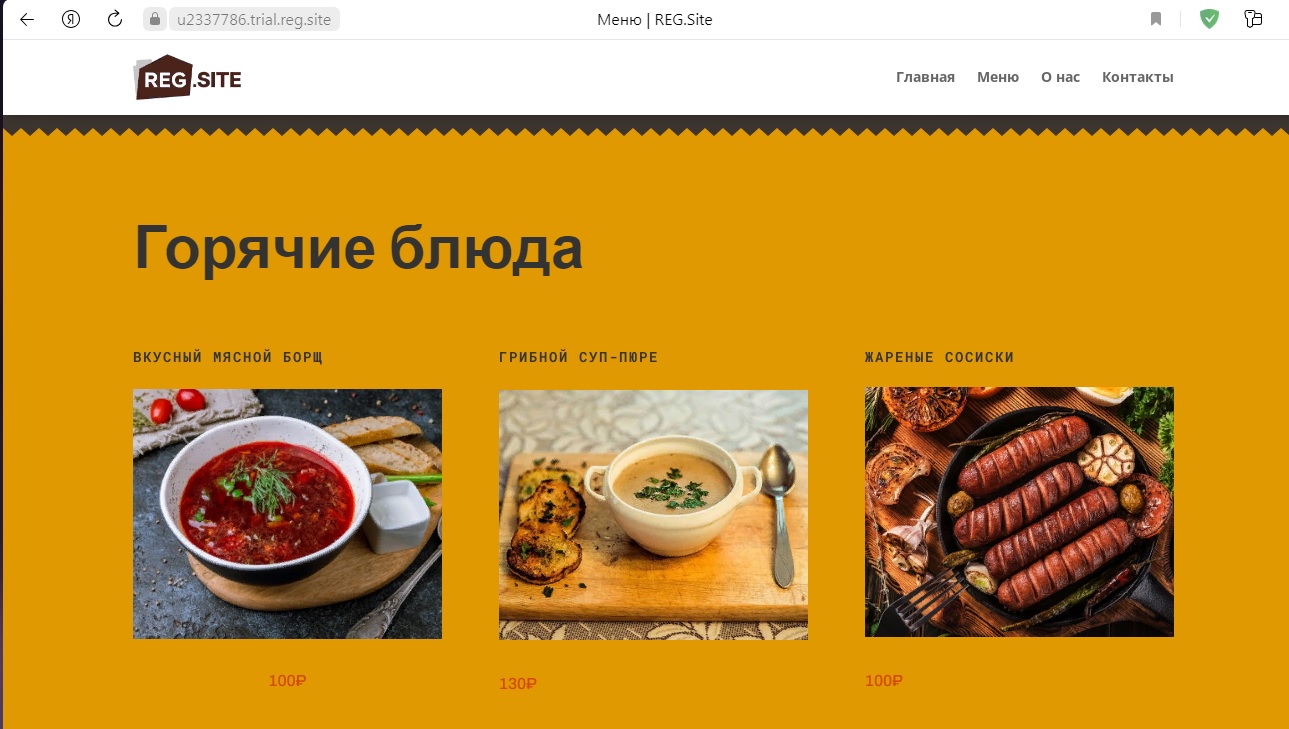 u2337786.trial.reg.site
Меню | REG.Site
REG.SITE
Главная Меню О нас Контакты
Горячие блюда
ВКУСНЫЙ МЯСНОЙ БОРЩ
ГРИБНОЙ СУП-ПЮРЕ
ЖАРЕНЫЕ СОСИСКИ
100₽
130₽
100₽